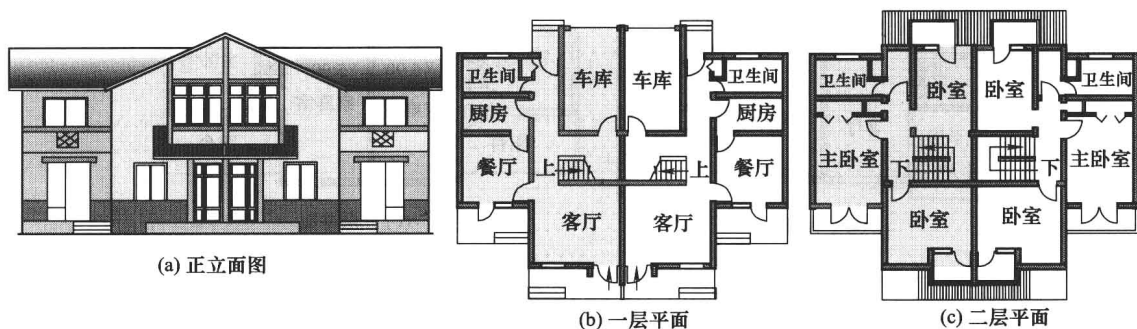 (a) 正立面图
车库
车库
卫生间
卫生间
厨房
厨房
餐厅
上
上
餐厅
客厅
客厅
(b) 一层平面
卫生间
卧室
卧室
卫生间
主卧室
下
下
主卧室
卧室
卧室
(c) 二层平面